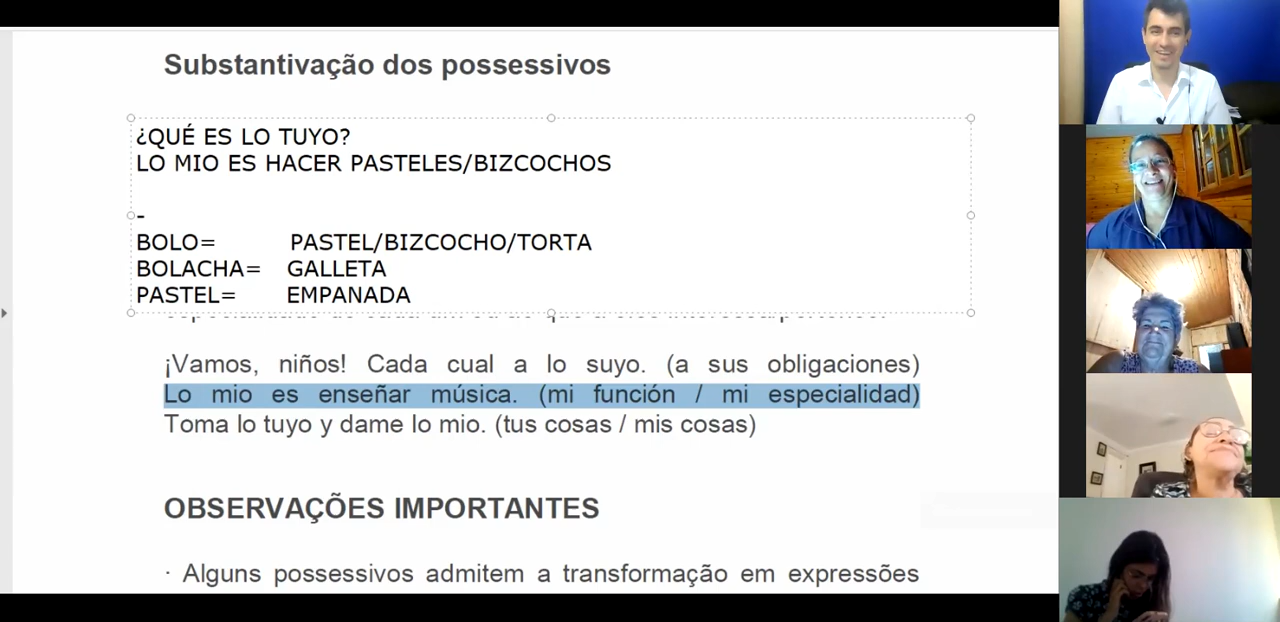 Substantivação dos possessivos
¿QUÉ ES LO TUYO?
LO MIO ES HACER PASTELES/BIZCOCHOS
-
BOLO= PASTEL/BIZCOCHO/TORTA
BOLACHA= GALLETA
PASTEL= EMPANADA
¡Vamos, niños! Cada cual a lo suyo. (a sus obligaciones)
Lo mio es enseñar música. (mi función / mi especialidad)
Toma lo tuyo y dame lo mio. (tus cosas / mis cosas)
OBSERVAÇÕES IMPORTANTES
· Alguns possessivos admitem a transformação em expressões